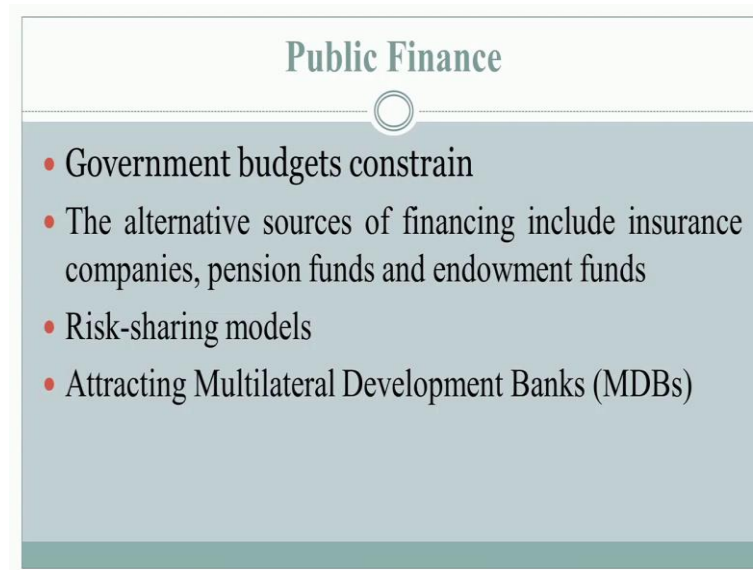 Public Finance
• Government budgets constrain
• The alternative sources of financing include insurance
companies, pension funds and endowment funds
• Risk-sharing models
• Attracting Multilateral Development Banks (MDBs)